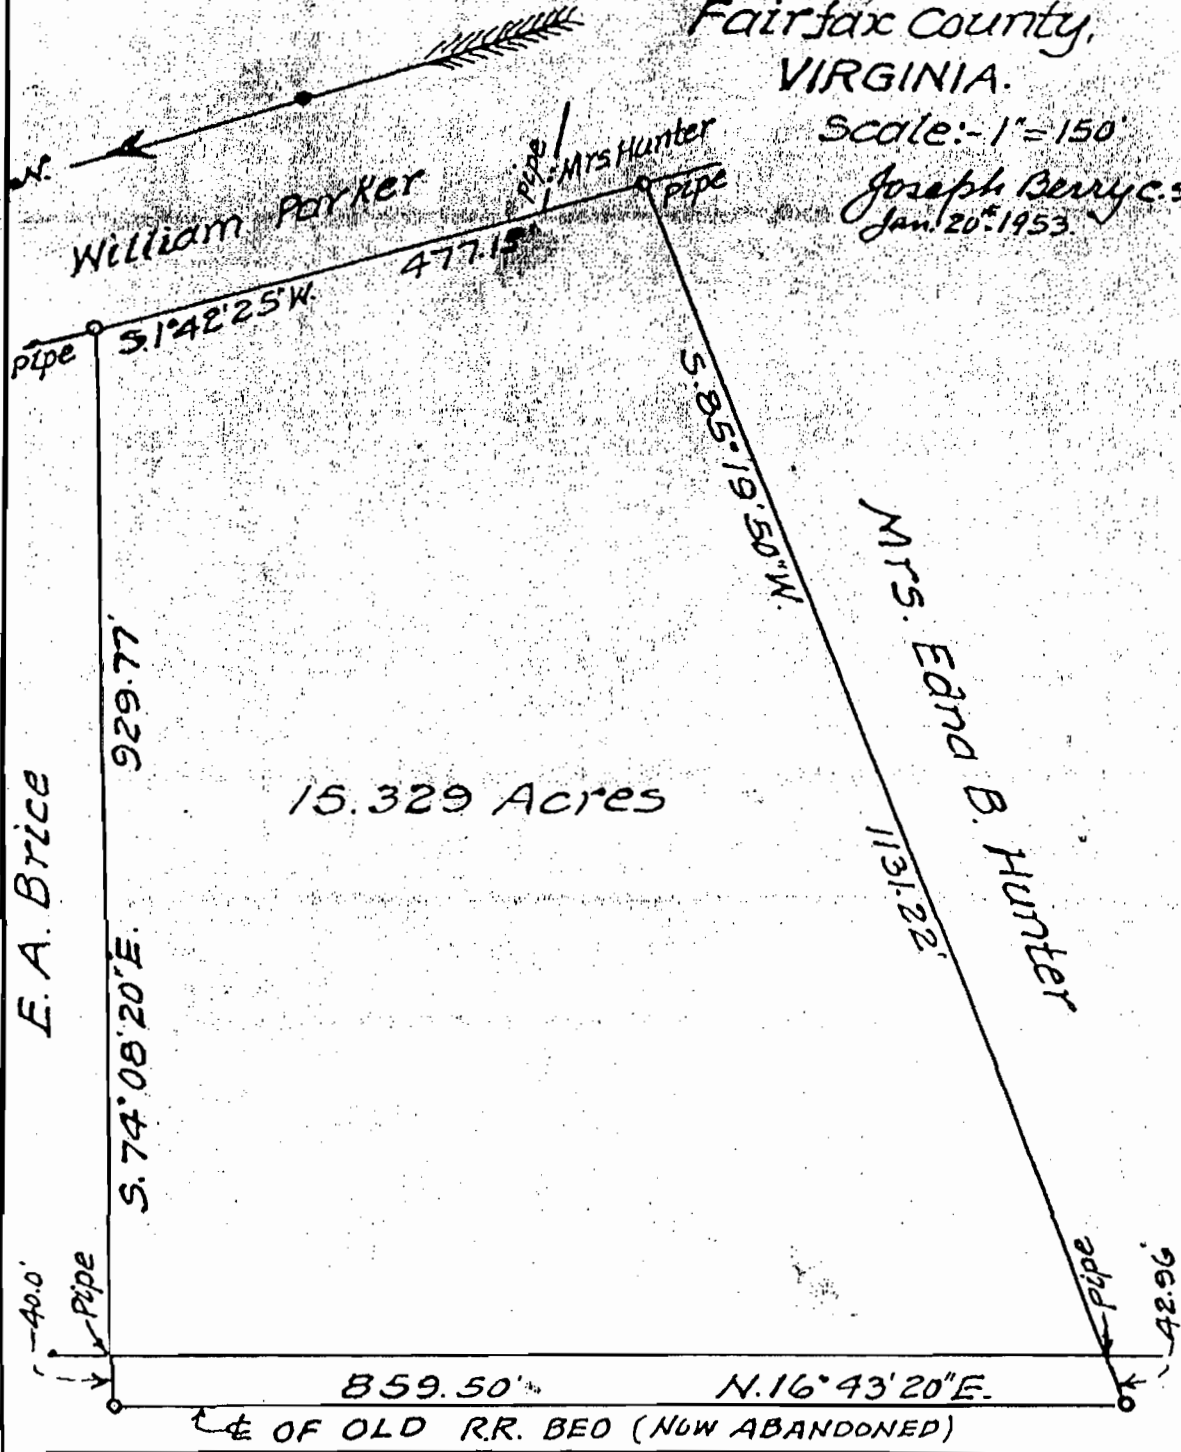 Fairfax County,
VIRGINIA.
Scale:- 1"= 150'
Joseph Berry C.S
Jan. 20th 1953
N.
William Parker
Pipe
Mrs Hunter
Pipe
477.15'
S.1°42'25"W.
Pipe
S.85°19'50"W.
Mrs. Edna B. Hunter
1131.22'
929.77'
15.329 Acres
E. A. Brice
S.74°08'20"E.
40.0'
Pipe
Pipe
42.96'
859.50' N.16°43'20"E.
℄ OF OLD R.R. BED (NOW ABANDONED)